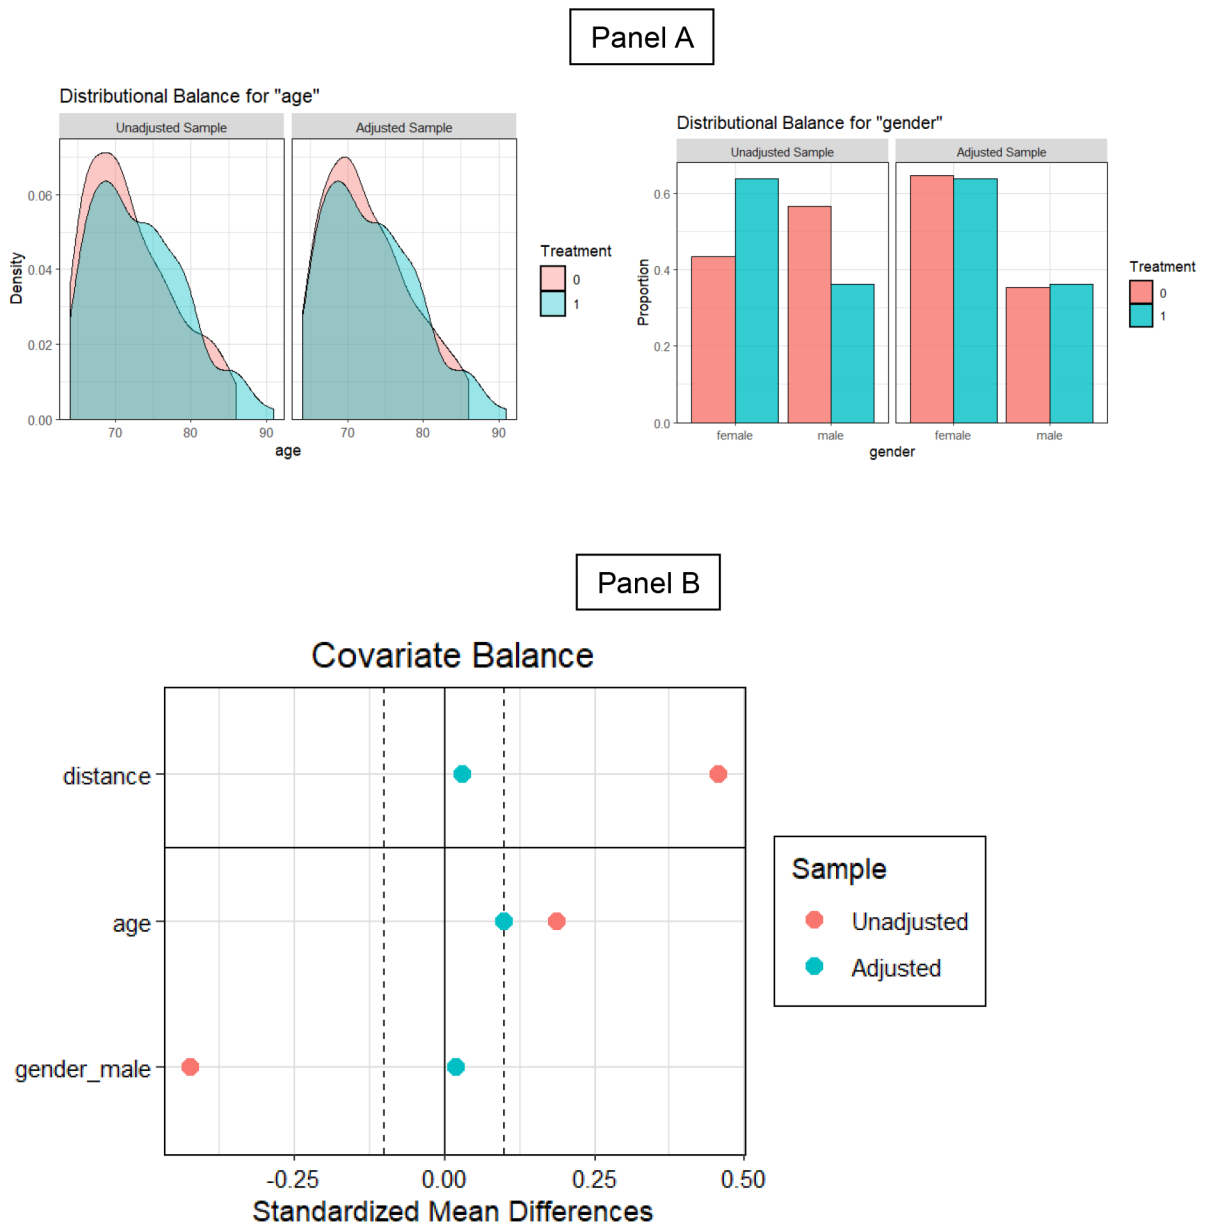 Panel A
Distributional Balance for "age"
Unadjusted Sample
Adjusted Sample
0.06
0.04
0.02
0.00
Density
70
80
90
70
80
90
age
Treatment
0
1
Distributional Balance for "gender"
Unadjusted Sample
Adjusted Sample
0.6
0.4
0.2
0.0
Proportion
female
male
female
male
gender
Treatment
0
1
Panel B
Covariate Balance
distance
age
gender_male
-0.25
0.00
0.25
0.50
Standardized Mean Differences
Sample
Unadjusted
Adjusted